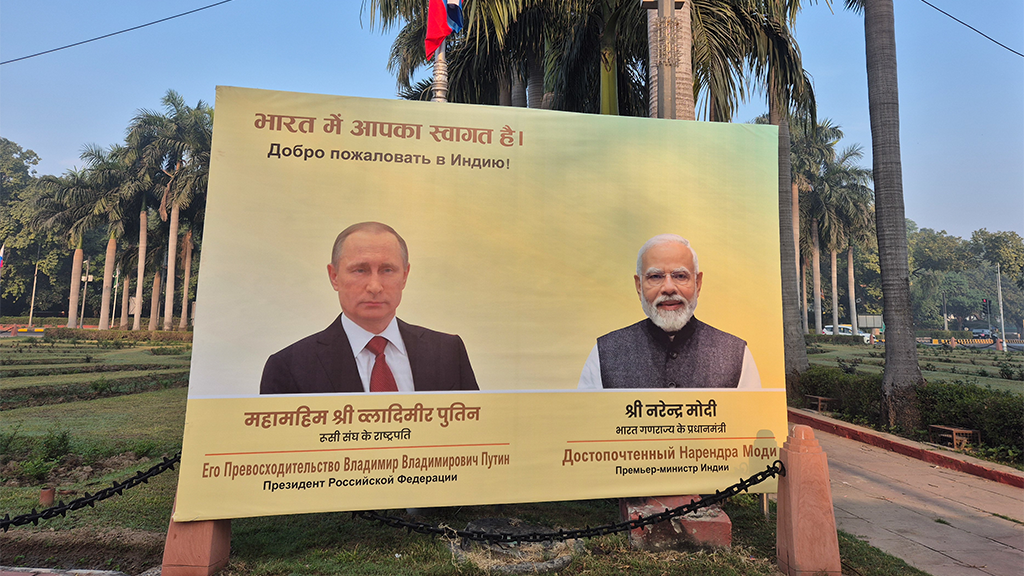 भारत में आपका स्वागत है।
Добро пожаловать в Индию!
महामहिम श्री व्लादिमीर पुतिन
रूसी संघ के राष्ट्रपति
Его Превосходительство Владимир Владимирович Путин
Президент Российской Федерации
श्री नरेन्द्र मोदी
भारत गणराज्य के प्रधानमंत्री
Достопочтенный Нарендра Моди
Премьер-министр Индии